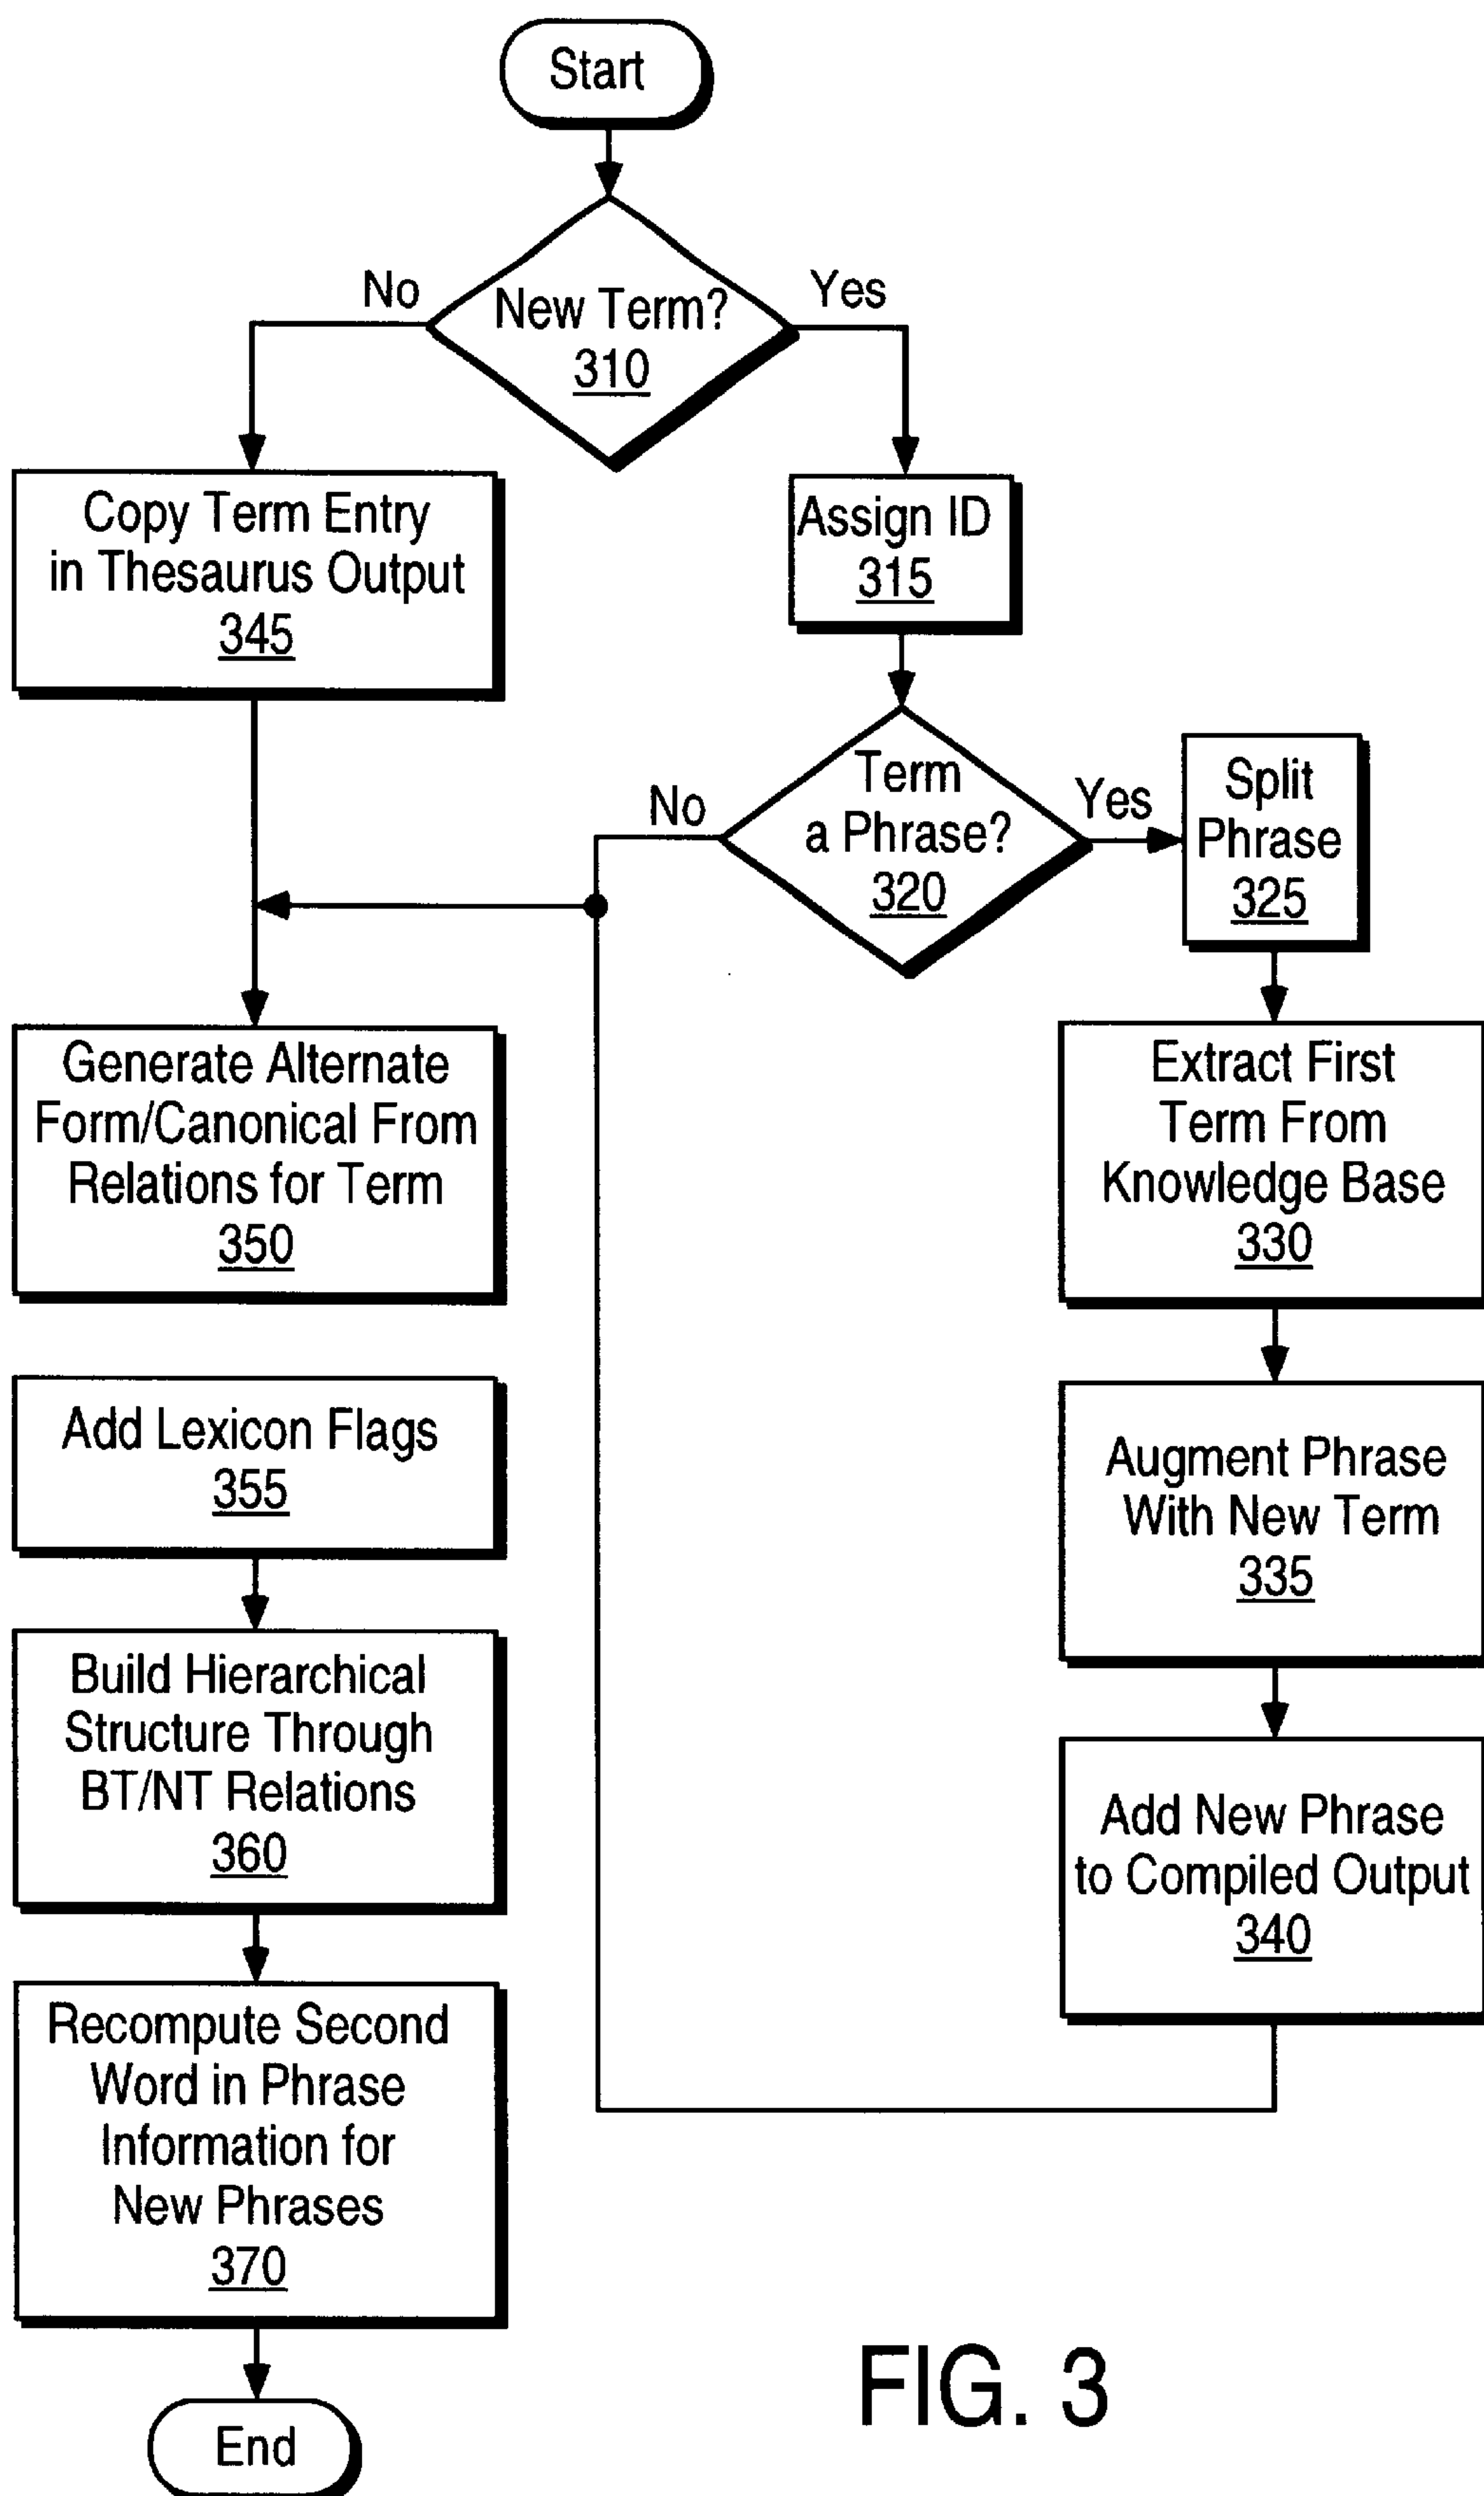 Start
New Term?
310
No
Yes
Copy Term Entry
in Thesaurus Output
345
Assign ID
315
Term
a Phrase?
320
No
Yes
Split
Phrase
325
Generate Alternate
Form/Canonical From
Relations for Term
350
Extract First
Term From
Knowledge Base
330
Add Lexicon Flags
355
Augment Phrase
With New Term
335
Build Hierarchical
Structure Through
BT/NT Relations
360
Add New Phrase
to Compiled Output
340
Recompute Second
Word in Phrase
Information for
New Phrases
370
End
FIG. 3